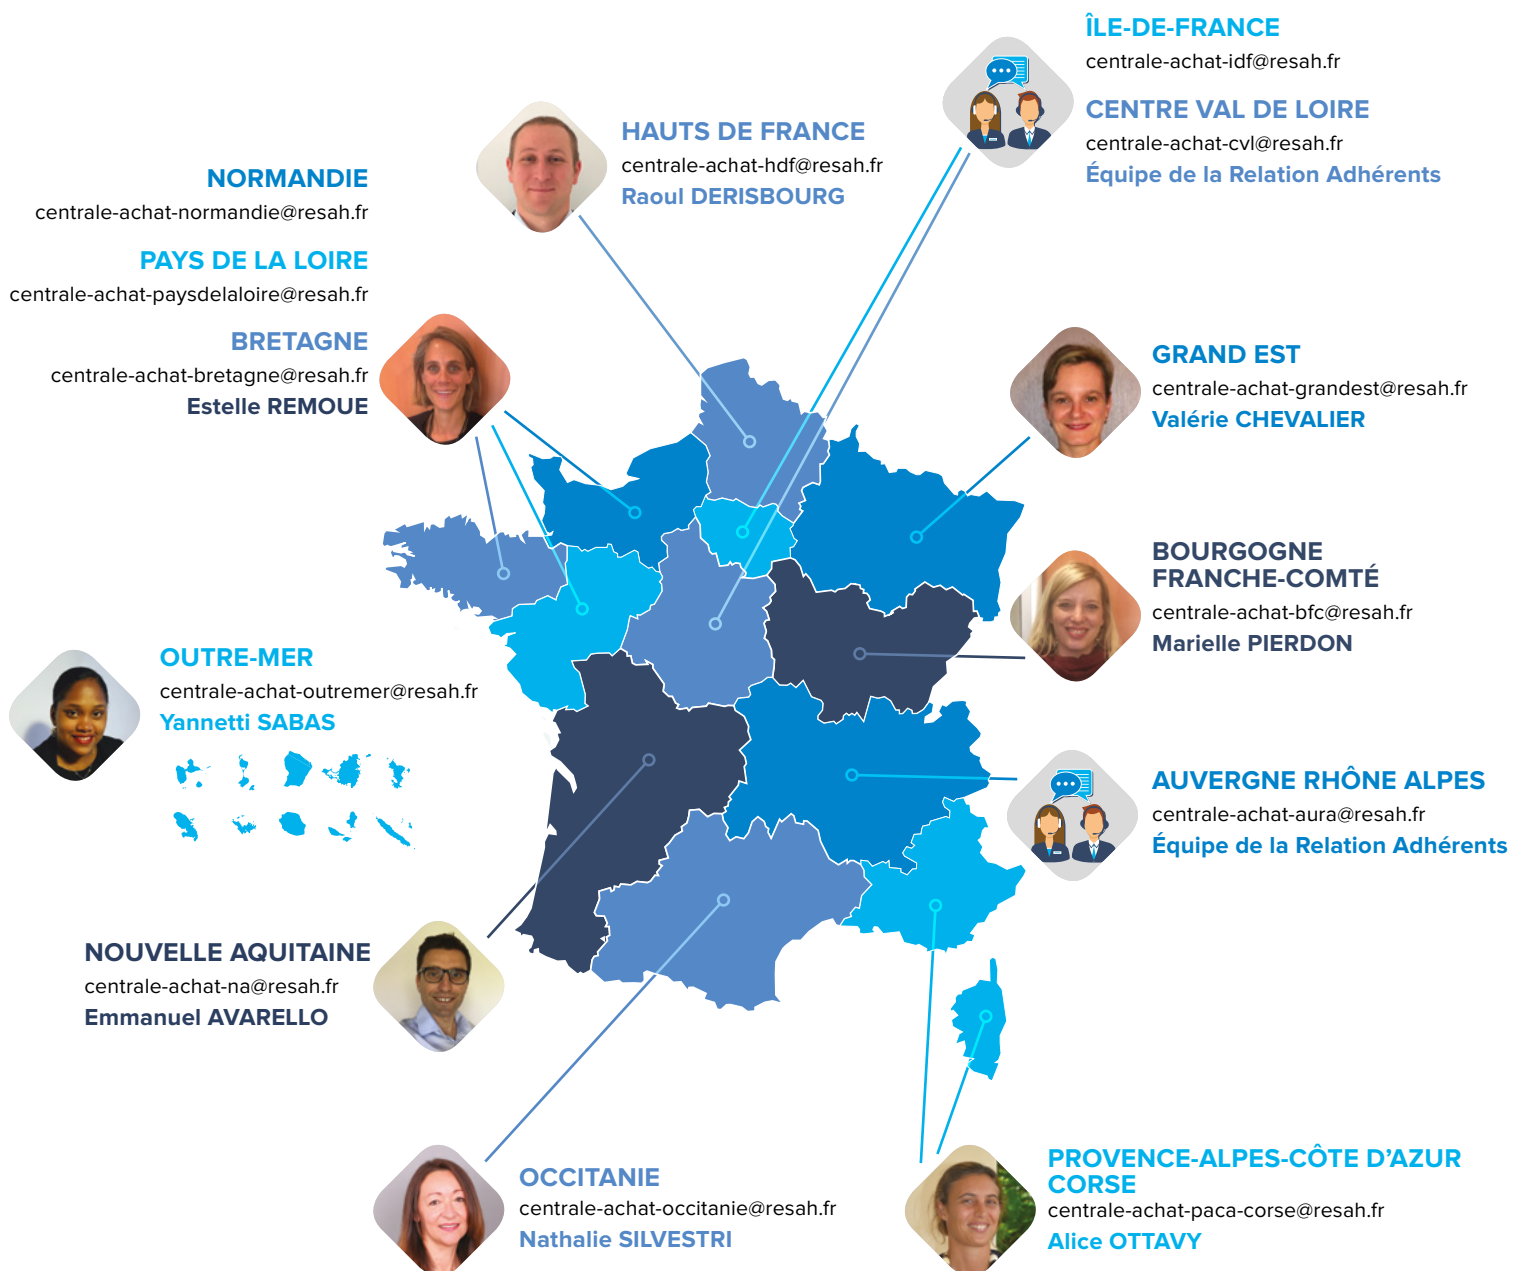 ÎLE-DE-FRANCE
centrale-achat-idf@resah.fr
CENTRE VAL DE LOIRE
centrale-achat-cvl@resah.fr
Équipe de la Relation Adhérents
HAUTS DE FRANCE
centrale-achat-hdf@resah.fr
Raoul DERISBOURG
NORMANDIE
centrale-achat-normandie@resah.fr
PAYS DE LA LOIRE
centrale-achat-paysdelaloire@resah.fr
BRETAGNE
centrale-achat-bretagne@resah.fr
Estelle REMOUE
GRAND EST
centrale-achat-grandest@resah.fr
Valérie CHEVALIER
BOURGOGNE
FRANCHE-COMTÉ
centrale-achat-bfc@resah.fr
Marielle PIERDON
OUTRE-MER
centrale-achat-outremer@resah.fr
Yannetti SABAS
AUVERGNE RHÔNE ALPES
centrale-achat-aura@resah.fr
Équipe de la Relation Adhérents
NOUVELLE AQUITAINE
centrale-achat-na@resah.fr
Emmanuel AVARELLO
OCCITANIE
centrale-achat-occitanie@resah.fr
Nathalie SILVESTRI
PROVENCE-ALPES-CÔTE D'AZUR
CORSE
centrale-achat-paca-corse@resah.fr
Alice OTTAVY